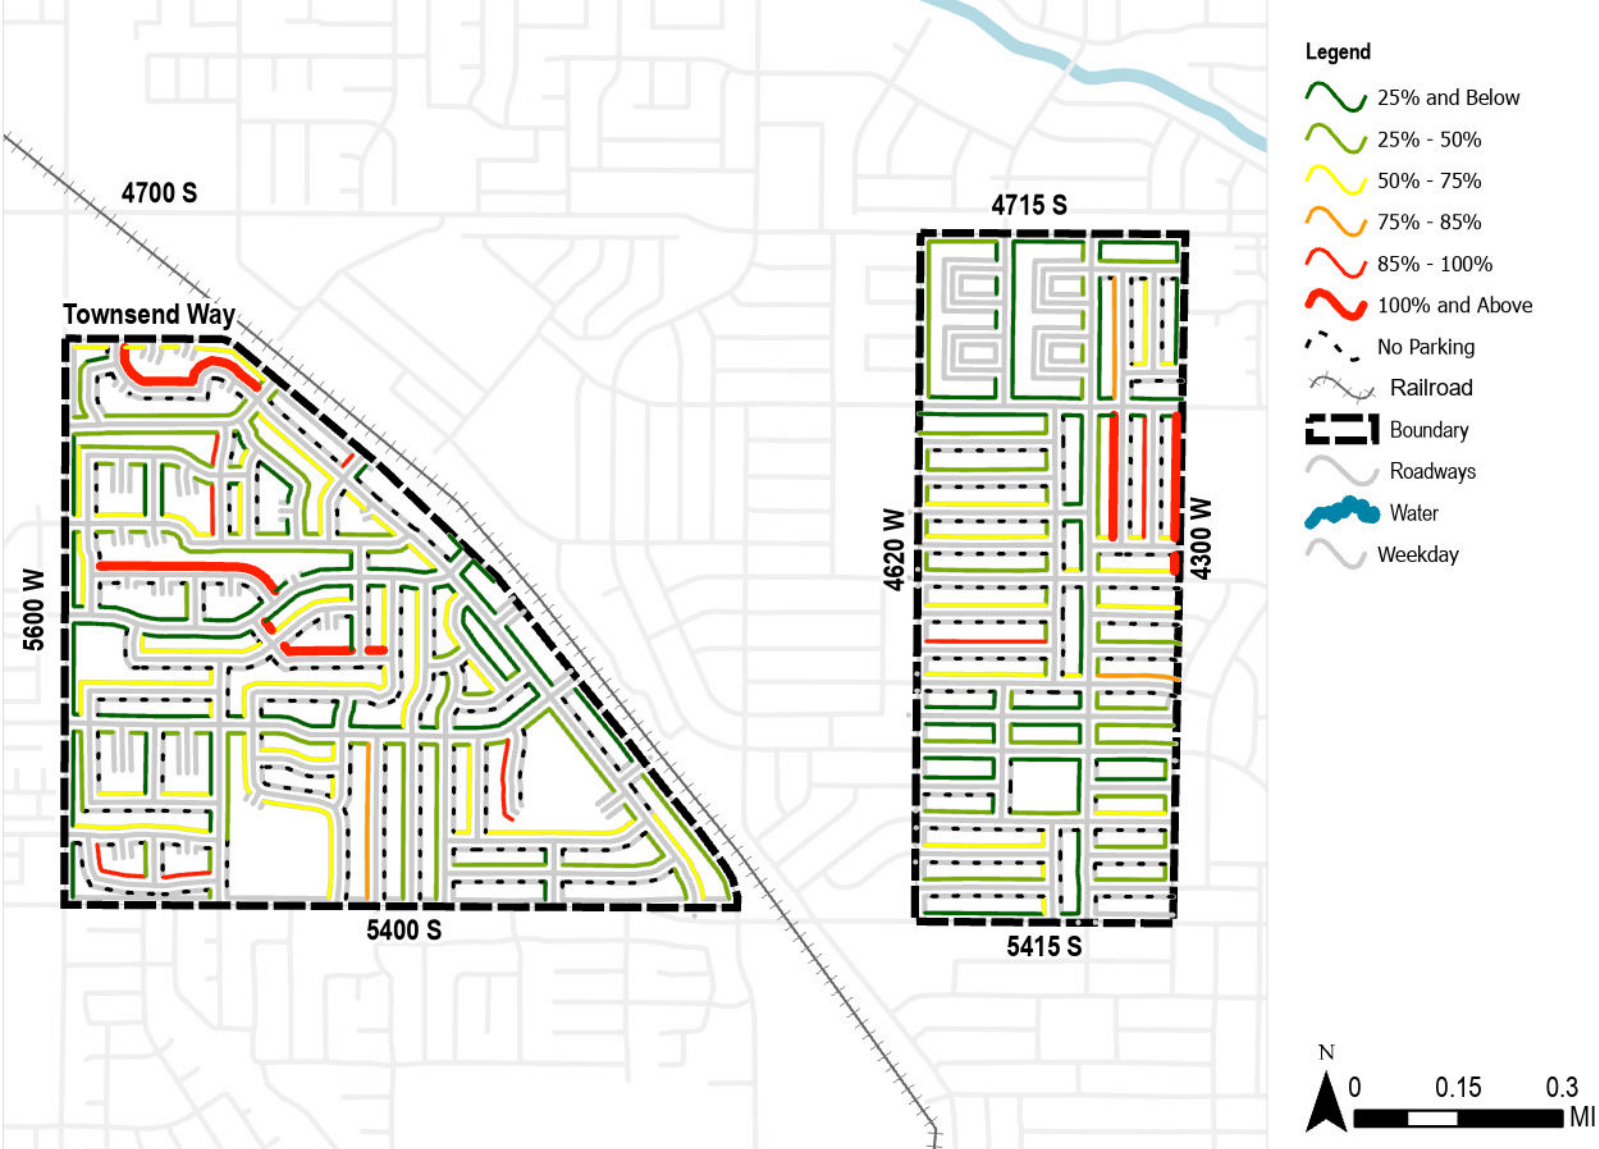 4700 S
Townsend Way
5600 W
5400 S
4715 S
4620 W
4300 W
5415 S
Legend
25% and Below
25% - 50%
50% - 75%
75% - 85%
85% - 100%
100% and Above
No Parking
Railroad
Boundary
Roadways
Water
Weekday
N
0 0.15 0.3
MI